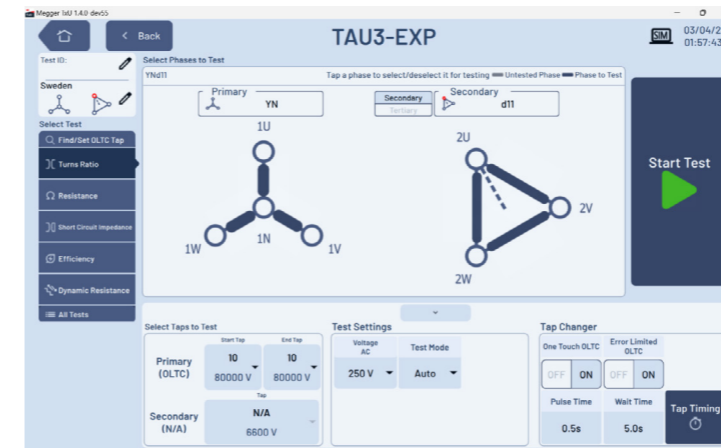 Megger TxU 1.4.0 dev55
Back
TAU3-EXP
SIM
03/04/2
01:57:43
Test ID:
Sweden
Select Test
Find/Set OLTC Tap
Turns Ratio
Resistance
Short Circuit Impedance
Efficiency
Dynamic Resistance
All Tests
Select Phases to Test
YNd11
Tap a phase to select/deselect it for testing
Untested Phase
Phase to Test
Primary
YN
Secondary
Tertiary
Secondary
d11
1U
1W
1N
1V
2U
2V
2W
Start Test
Select Taps to Test
Start Tap
End Tap
Primary
(OLTC)
10
80000 V
10
80000 V
Tap
Secondary
(N/A)
N/A
6600 V
Test Settings
Voltage
AC
Test Mode
250 V
Auto
Tap Changer
One Touch OLTC
Error Limited
OLTC
OFF ON
OFF ON
Pulse Time
Wait Time
0.5s
5.0s
Tap Timing